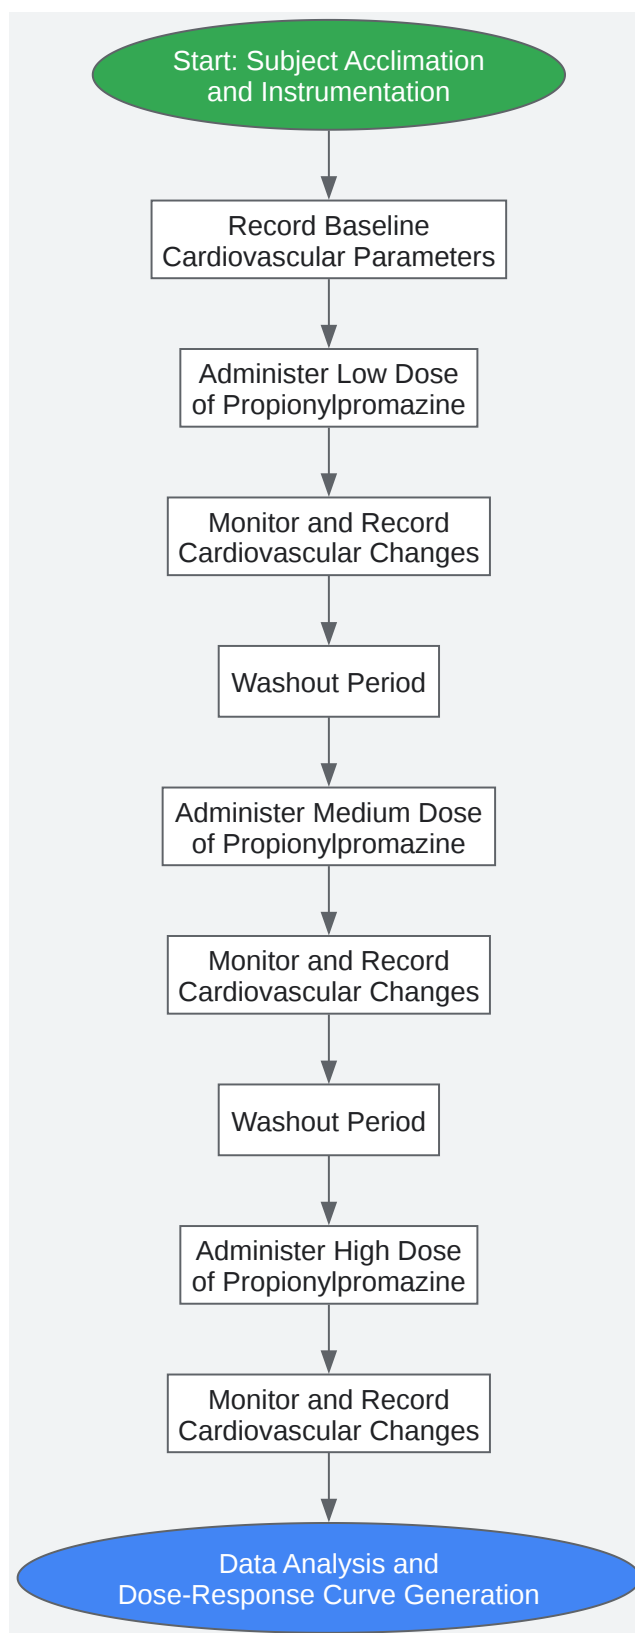 Start: Subject Acclimation
and Instrumentation
Record Baseline
Cardiovascular Parameters
Administer Low Dose
of Propionylpromazine
Monitor and Record
Cardiovascular Changes
Washout Period
Administer Medium Dose
of Propionylpromazine
Monitor and Record
Cardiovascular Changes
Washout Period
Administer High Dose
of Propionylpromazine
Monitor and Record
Cardiovascular Changes
Data Analysis and
Dose-Response Curve Generation